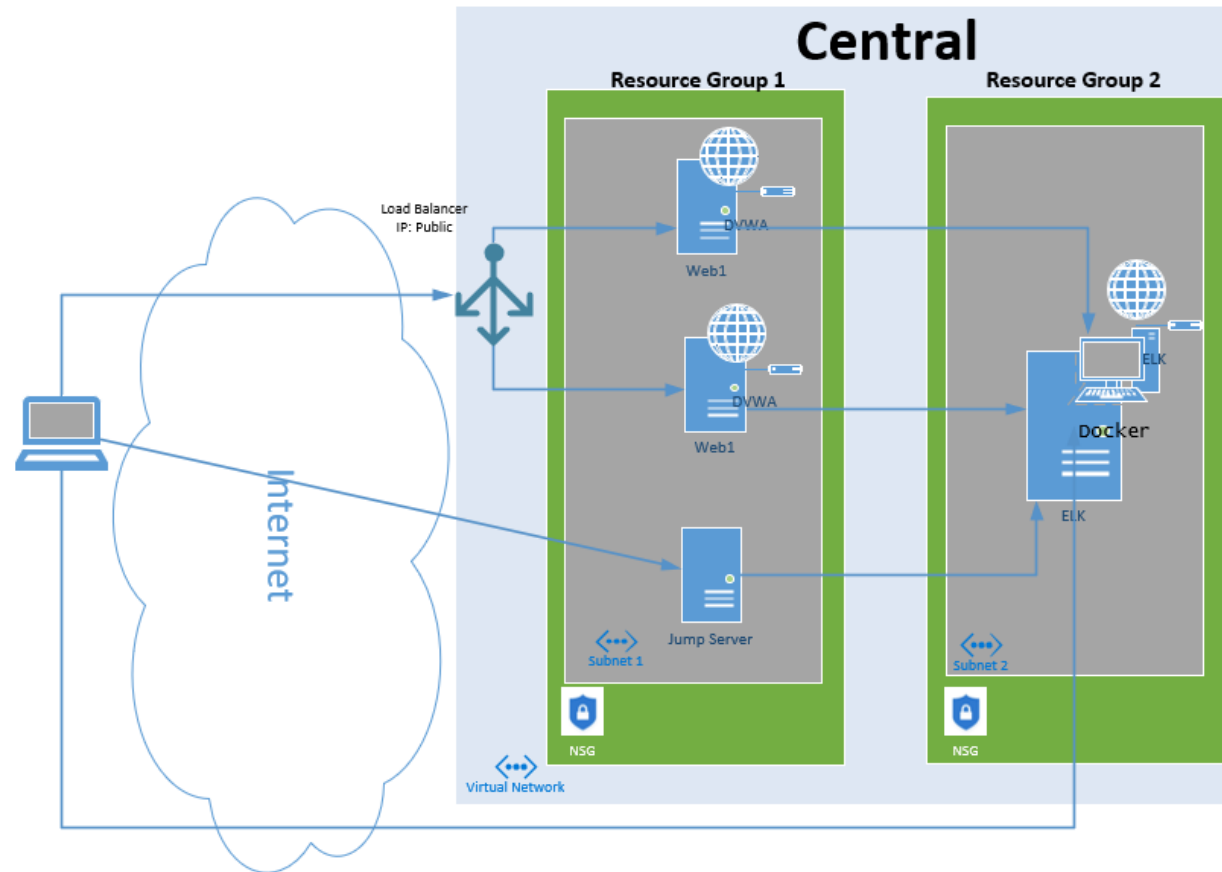 Central
Resource Group 1
Resource Group 2
Load Balancer
IP: Public
DVWA
Web1
DVWA
Web1
ELK
Docker
ELK
Internet
Jump Server
Subnet 1
Subnet 2
NSG
NSG
Virtual Network